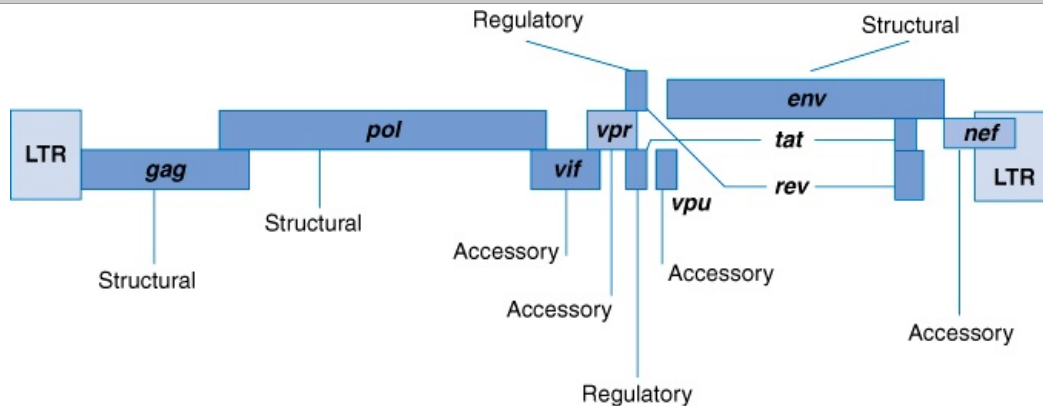 Regulatory
Structural
env
pol
vpr
LTR
tat
nef
gag
vif
LTR
rev
vpu
Structural
Accessory
Structural
Accessory
Accessory
Accessory
Regulatory